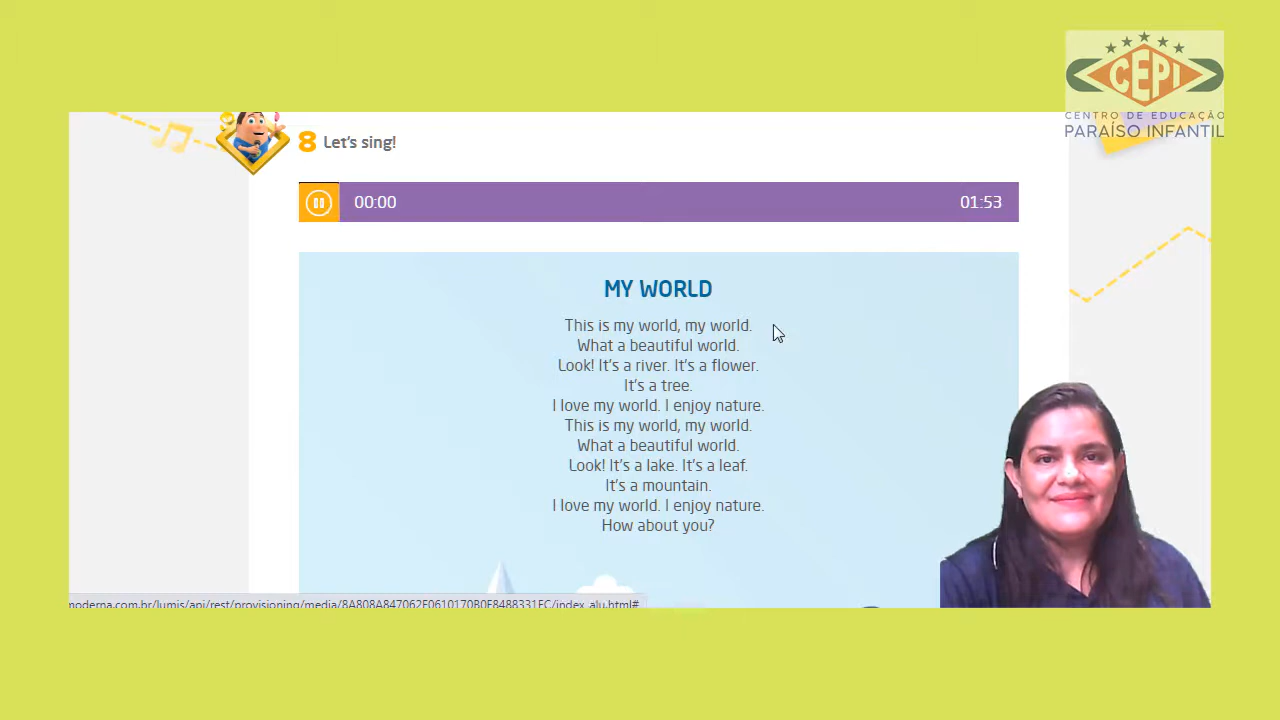 CEPI
CENTRO DE EDUCAÇÃO
PARAÍSO INFANTIL
8 Let's sing!
00:00 01:53
MY WORLD
This is my world, my world.
What a beautiful world.
Look! It's a river. It's a flower.
It's a tree.
I love my world. I enjoy nature.
This is my world, my world.
What a beautiful world.
Look! It's a lake. It's a leaf.
It's a mountain.
I love my world. I enjoy nature.
How about you?